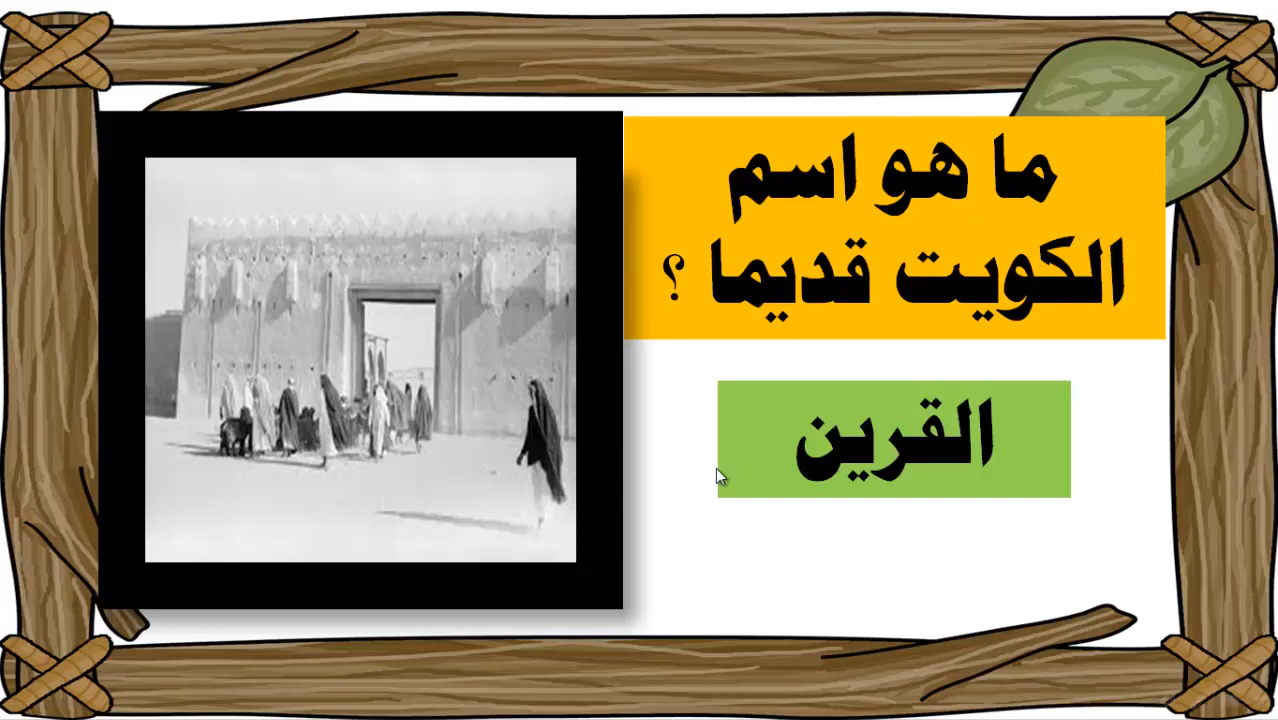 ما هو اسم
الكويت قديما ؟
القرين